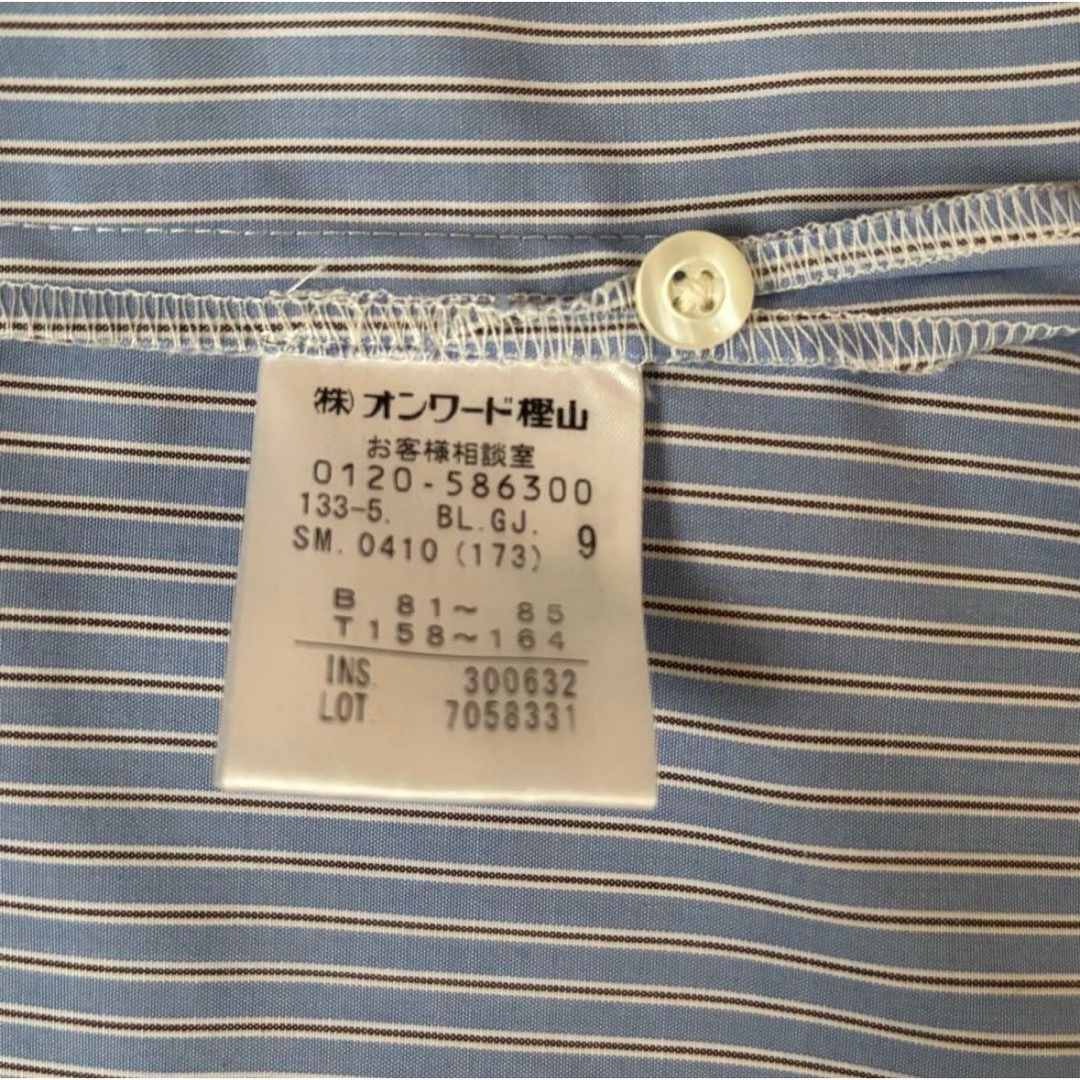 ㈱オンワード樫山
お客様相談室
0120-586300
133-5. BL.GJ. 9
SM. 0410 (173)
B 81～ 85
T 158～164
INS. 300632
LOT. 7058331